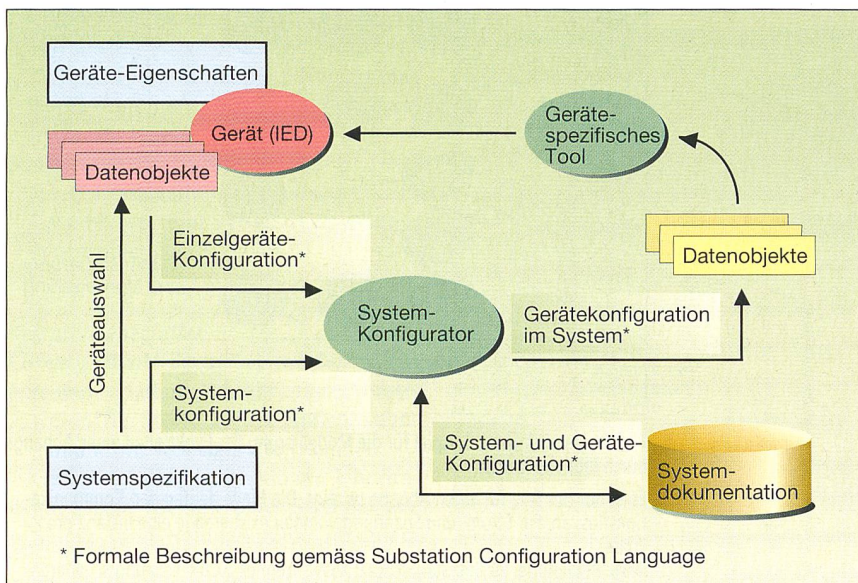 Geräte-Eigenschaften
Gerät (IED)
Datenobjekte
Geräte-
spezifisches
Tool
Datenobjekte
Geräteauswahl
Einzelgeräte-
Konfiguration*
System-
Konfigurator
Gerätekonfiguration
im System*
System-
konfiguration*
System- und Geräte-
Konfiguration*
Systemspezifikation
System-
dokumentation
* Formale Beschreibung gemäss Substation Configuration Language